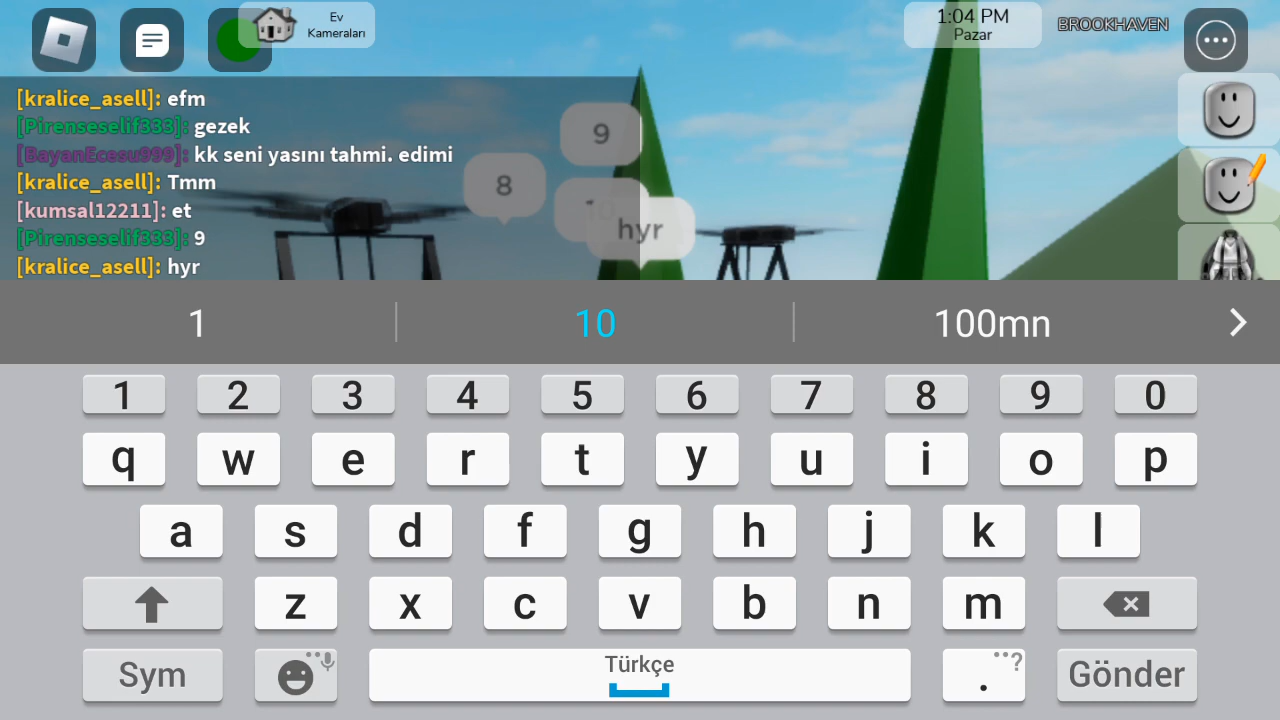 Ev
Kameraları
1:04 PM
Pazar
BROOKHAVEN
[kralice_asell]: efm
[Pirenseselif333]: gezek
[BayanEcesu999]: kk seni yasını tahmi. edimi
[kralice_asell]: Tmm
[kumsal12211]: et
[Pirenseselif333]: 9
[kralice_asell]: hyr
9
8
10
hyr
1 10 100mn
1 2 3 4 5 6 7 8 9 0
q w e r t y u i o p
a s d f g h j k l
z x c v b n m
Sym Türkçe . ? Gönder